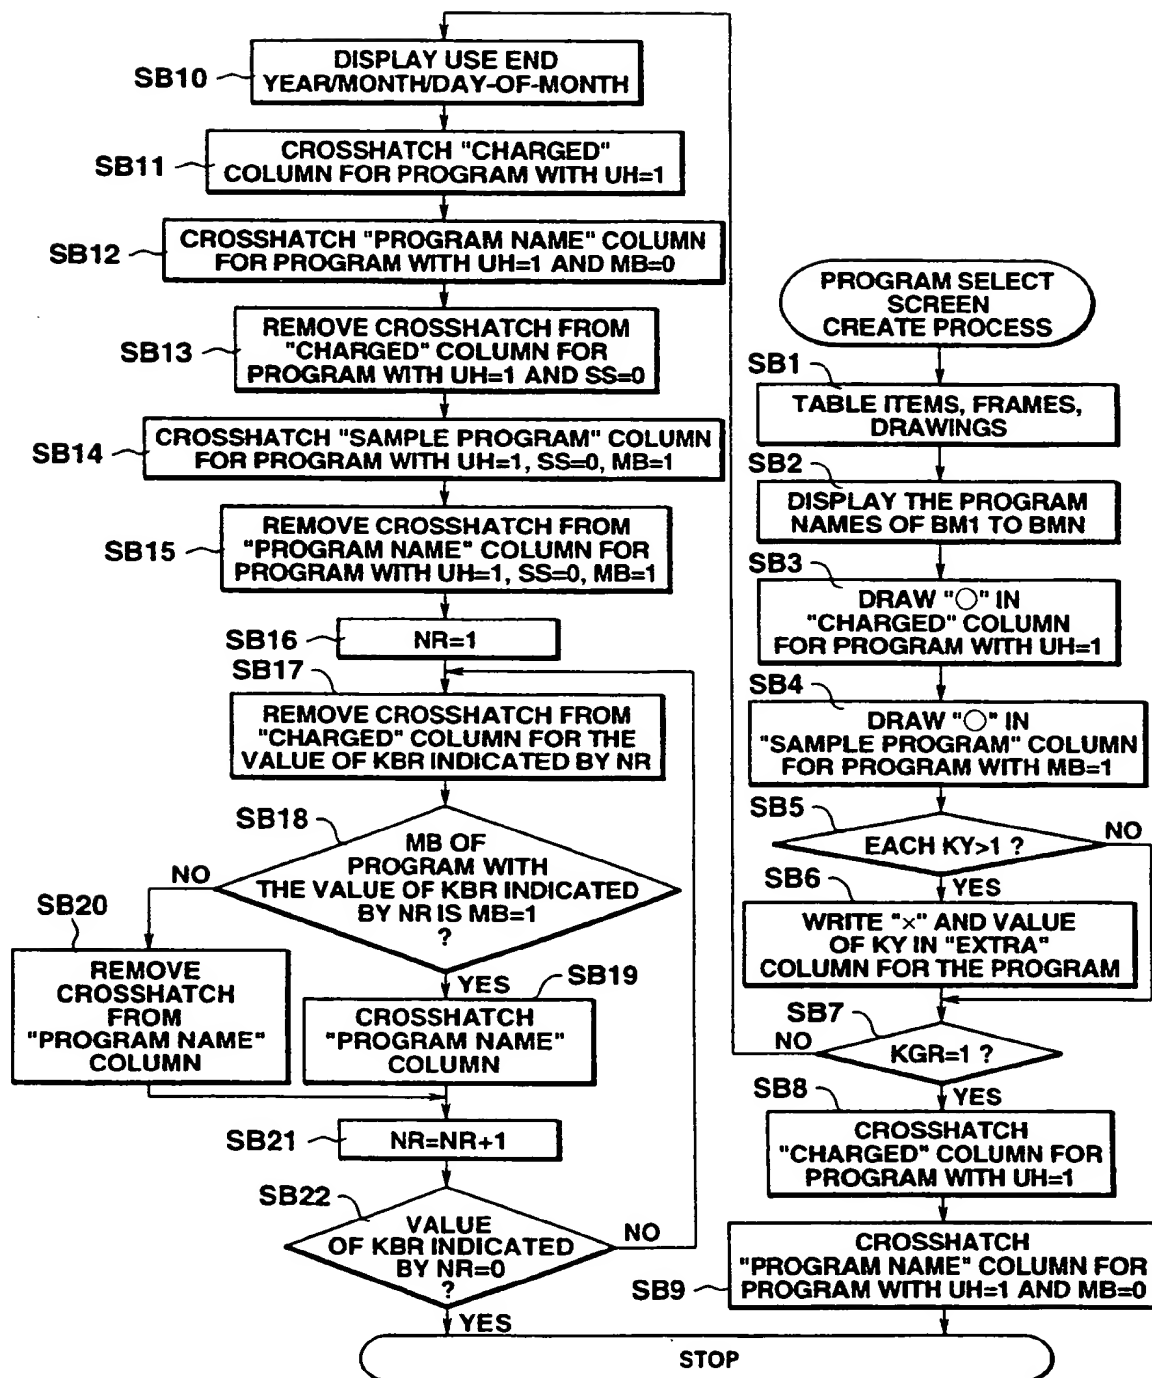 PROGRAM SELECT
SCREEN
CREATE PROCESS
SB1
TABLE ITEMS, FRAMES,
DRAWINGS
SB2
DISPLAY THE PROGRAM
NAMES OF BM1 TO BMN
SB3
DRAW "○" IN
"CHARGED" COLUMN
FOR PROGRAM WITH UH=1
SB4
DRAW "○" IN
"SAMPLE PROGRAM" COLUMN
FOR PROGRAM WITH MB=1
SB5
EACH KY>1 ?
NO
YES
SB6
WRITE "×" AND VALUE
OF KY IN "EXTRA"
COLUMN FOR THE PROGRAM
SB7
KGR=1 ?
NO
YES
SB8
CROSSHATCH
"CHARGED" COLUMN FOR
PROGRAM WITH UH=1
SB9
CROSSHATCH
"PROGRAM NAME" COLUMN FOR
PROGRAM WITH UH=1 AND MB=0
SB10
DISPLAY USE END
YEAR/MONTH/DAY-OF-MONTH
SB11
CROSSHATCH "CHARGED"
COLUMN FOR PROGRAM WITH UH=1
SB12
CROSSHATCH "PROGRAM NAME" COLUMN
FOR PROGRAM WITH UH=1 AND MB=0
SB13
REMOVE CROSSHATCH FROM
"CHARGED" COLUMN FOR
PROGRAM WITH UH=1 AND SS=0
SB14
CROSSHATCH "SAMPLE PROGRAM" COLUMN
FOR PROGRAM WITH UH=1, SS=0, MB=1
SB15
REMOVE CROSSHATCH FROM
"PROGRAM NAME" COLUMN FOR
PROGRAM WITH UH=1, SS=0, MB=1
SB16
NR=1
SB17
REMOVE CROSSHATCH FROM
"CHARGED" COLUMN FOR THE
VALUE OF KBR INDICATED BY NR
SB18
MB OF
PROGRAM WITH
THE VALUE OF KBR INDICATED
BY NR IS MB=1
?
NO
YES
SB20
REMOVE
CROSSHATCH
FROM
"PROGRAM NAME"
COLUMN
SB19
CROSSHATCH
"PROGRAM NAME"
COLUMN
SB21
NR=NR+1
SB22
VALUE
OF KBR INDICATED
BY NR=0
?
NO
YES
STOP